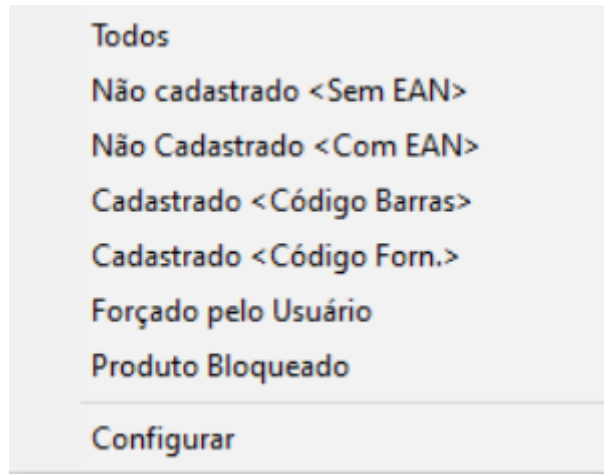 Todos
Não cadastrado <Sem EAN>
Não Cadastrado <Com EAN>
Cadastrado <Código Barras>
Cadastrado <Código Forn.>
Forçado pelo Usuário
Produto Bloqueado
Configurar